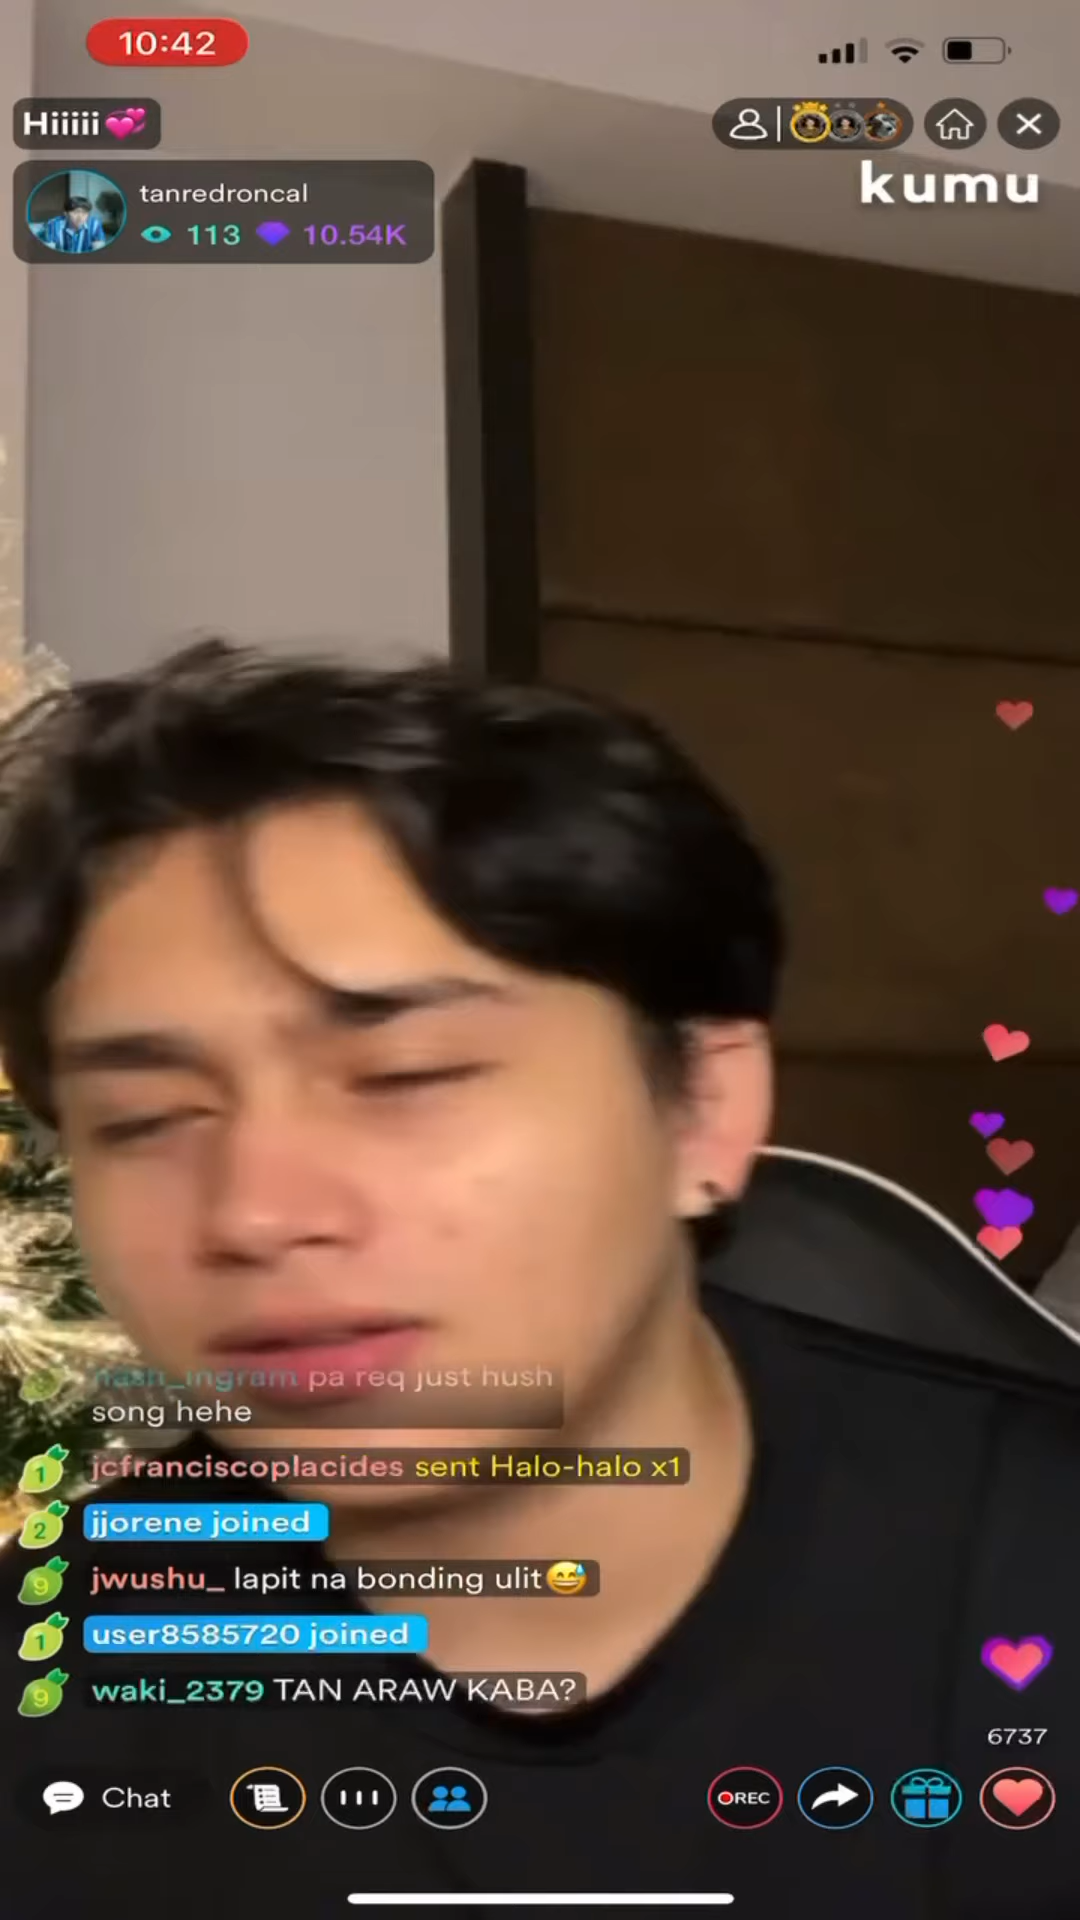 10:42
Hiiiii💞
kumu
tanredroncal
113 10.54K
nash_ingram pa req just hush
song hehe
1 jcfranciscoplacides sent Halo-halo x1
2 jjorene joined
9 jwushu_ lapit na bonding ulit😅
1 user8585720 joined
9 waki_2379 TAN ARAW KABA?
6737
Chat
REC